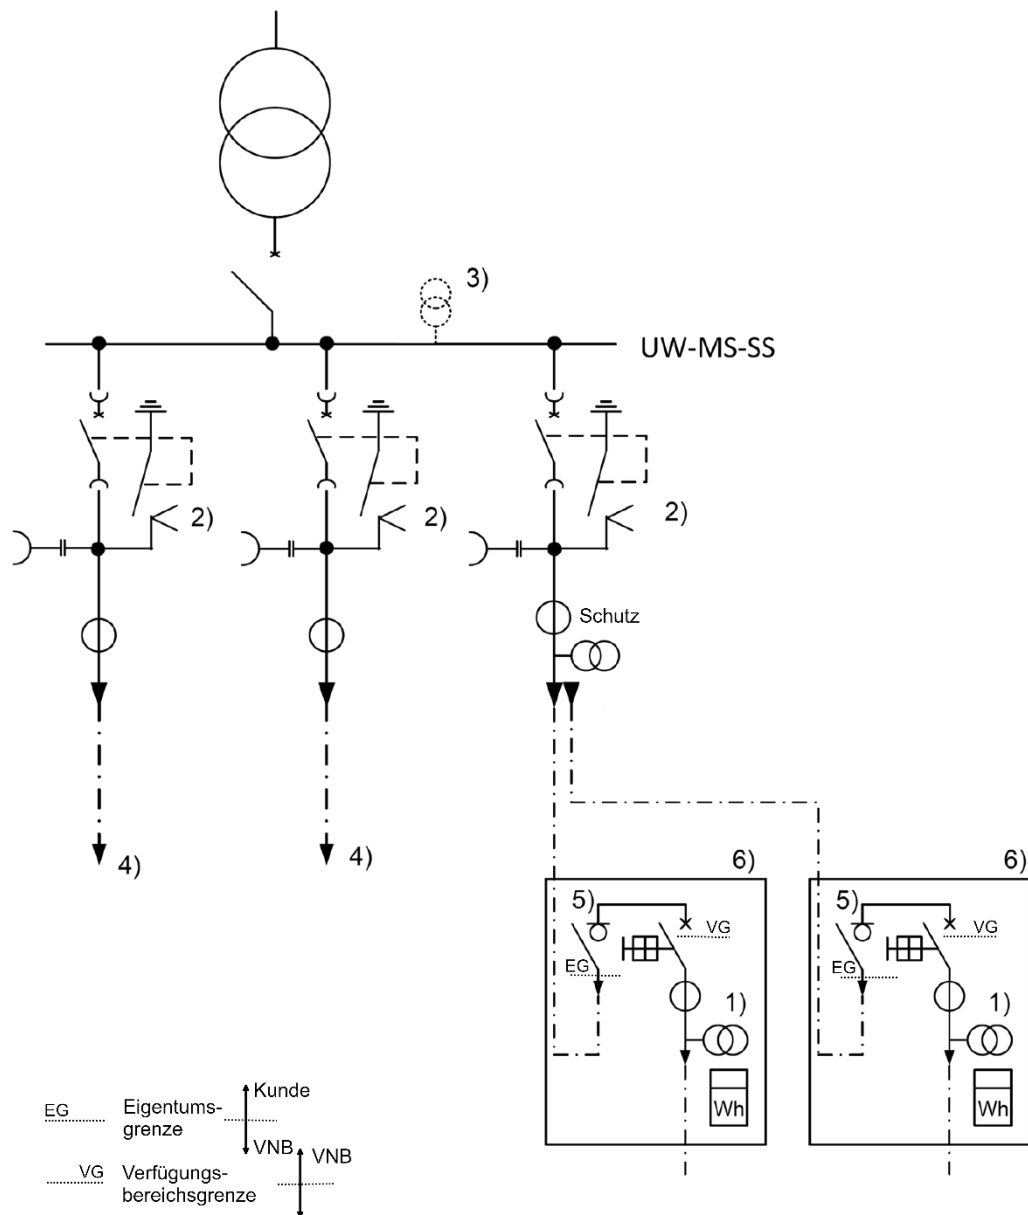 3)
UW-MS-SS
2)
2)
2)
Schutz
4)
4)
6)
6)
5)
VG
EG
1)
Wh
5)
VG
EG
1)
Wh
EG
Eigentums-
grenze
Kunde
VNB
VG
Verfügungs-
bereichsgrenze
VNB